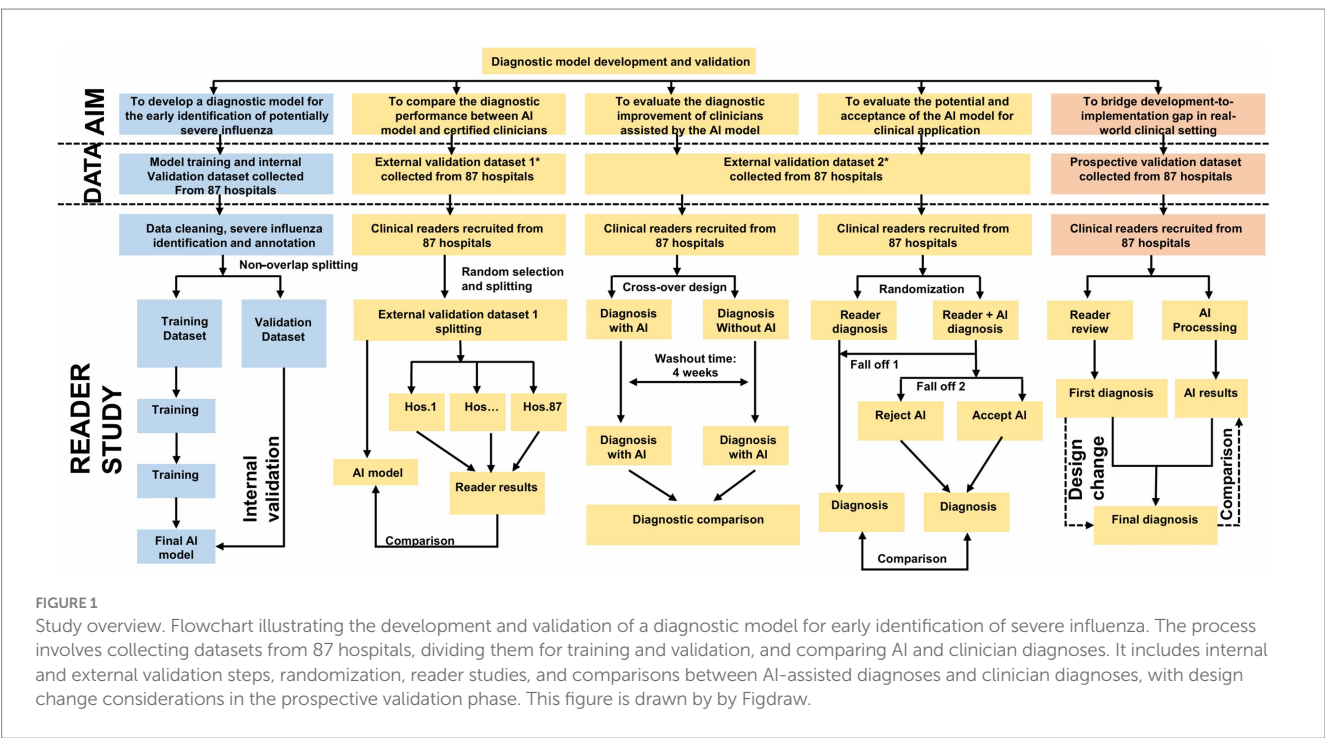 Diagnostic model development and validation
DATA AIM
To develop a diagnostic model for
the early identification of potentially
severe influenza
To compare the diagnostic
performance between AI
model and certified clinicians
To evaluate the diagnostic
improvement of clinicians
assisted by the AI model
To evaluate the potential and
acceptance of the AI model for
clinical application
To bridge development-to-
implementation gap in real-
world clinical setting
Model training and internal
Validation dataset collected
From 87 hospitals
External validation dataset 1*
collected from 87 hospitals
External validation dataset 2*
collected from 87 hospitals
Prospective validation dataset
collected from 87 hospitals
READER
STUDY
Data cleaning, severe influenza
identification and annotation
Non-overlap splitting
Training
Dataset
Validation
Dataset
Training
Training
Internal
validation
Final AI
model
Clinical readers recruited from
87 hospitals
Random selection
and splitting
External validation dataset 1
splitting
Hos.1
Hos...
Hos.87
AI model
Reader results
Comparison
Clinical readers recruited from
87 hospitals
Cross-over design
Diagnosis
with AI
Diagnosis
Without AI
Washout time:
4 weeks
Diagnosis
with AI
Diagnosis
with AI
Diagnostic comparison
Clinical readers recruited from
87 hospitals
Randomization
Reader
diagnosis
Reader + AI
diagnosis
Fall off 1
Fall off 2
Reject AI
Accept AI
Diagnosis
Diagnosis
Comparison
Clinical readers recruited from
87 hospitals
Reader
review
AI
Processing
First diagnosis
AI results
Design
change
Comparison
Final diagnosis
FIGURE 1
Study overview. Flowchart illustrating the development and validation of a diagnostic model for early identification of severe influenza. The process
involves collecting datasets from 87 hospitals, dividing them for training and validation, and comparing AI and clinician diagnoses. It includes internal
and external validation steps, randomization, reader studies, and comparisons between AI-assisted diagnoses and clinician diagnoses, with design
change considerations in the prospective validation phase. This figure is drawn by by Figdraw.